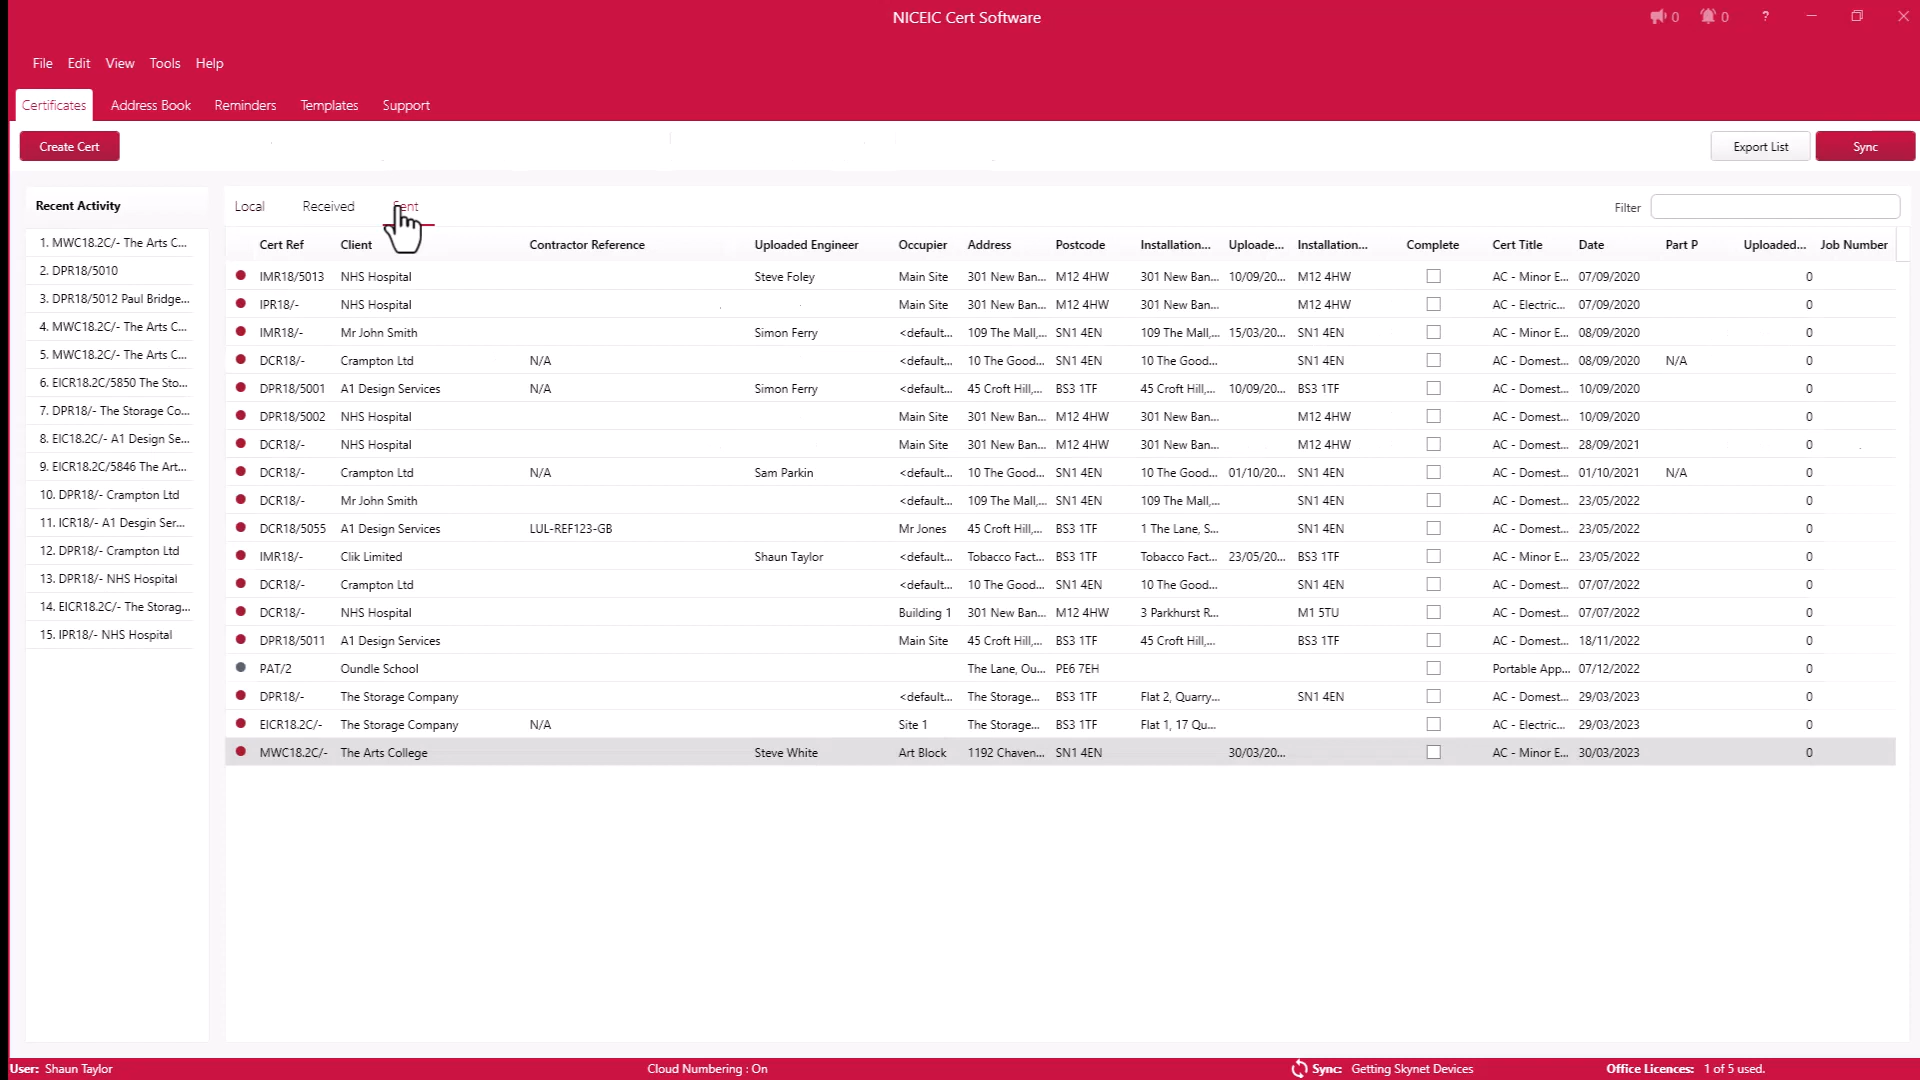 NICEIC Cert Software
0 0 ?
File Edit View Tools Help
Certificates Address Book Reminders Templates Support
Create Cert Export List Sync
Recent Activity
1. MWC18.2C/- The Arts C...
2. DPR18/5010
3. DPR18/5012 Paul Bridge...
4. MWC18.2C/- The Arts C...
5. MWC18.2C/- The Arts C...
6. EICR18.2C/5850 The Sto...
7. DPR18/- The Storage Co...
8. EIC18.2C/- A1 Design Se...
9. EICR18.2C/5846 The Art...
10. DPR18/- Crampton Ltd
11. ICR18/- A1 Desgin Ser...
12. DPR18/- Crampton Ltd
13. DPR18/- NHS Hospital
14. EICR18.2C/- The Storag...
15. IPR18/- NHS Hospital
Local Received Sent
Filter
Cert Ref Client Contractor Reference Uploaded Engineer Occupier Address Postcode Installation... Uploade... Installation... Complete Cert Title Date Part P Uploaded... Job Number
IMR18/5013 NHS Hospital Steve Foley Main Site 301 New Ban... M12 4HW 301 New Ban... 10/09/20... M12 4HW AC - Minor E... 07/09/2020 0
IPR18/- NHS Hospital Main Site 301 New Ban... M12 4HW 301 New Ban... M12 4HW AC - Electric... 07/09/2020 0
IMR18/- Mr John Smith Simon Ferry <default... 109 The Mall,... SN1 4EN 109 The Mall,... 15/03/20... SN1 4EN AC - Minor E... 08/09/2020 0
DCR18/- Crampton Ltd N/A <default... 10 The Good... SN1 4EN 10 The Good... SN1 4EN AC - Domest... 08/09/2020 N/A 0
DPR18/5001 A1 Design Services N/A Simon Ferry <default... 45 Croft Hill,... BS3 1TF 45 Croft Hill,... 10/09/20... BS3 1TF AC - Domest... 10/09/2020 0
DPR18/5002 NHS Hospital Main Site 301 New Ban... M12 4HW 301 New Ban... M12 4HW AC - Domest... 10/09/2020 0
DCR18/- NHS Hospital Main Site 301 New Ban... M12 4HW 301 New Ban... M12 4HW AC - Domest... 28/09/2021 0
DCR18/- Crampton Ltd N/A Sam Parkin <default... 10 The Good... SN1 4EN 10 The Good... 01/10/20... SN1 4EN AC - Domest... 01/10/2021 N/A 0
DCR18/- Mr John Smith <default... 109 The Mall,... SN1 4EN 109 The Mall,... SN1 4EN AC - Domest... 23/05/2022 0
DCR18/5055 A1 Design Services LUL-REF123-GB Mr Jones 45 Croft Hill,... BS3 1TF 1 The Lane, S... SN1 4EN AC - Domest... 23/05/2022 0
IMR18/- Clik Limited Shaun Taylor <default... Tobacco Fact... BS3 1TF Tobacco Fact... 23/05/20... BS3 1TF AC - Minor E... 23/05/2022 0
DCR18/- Crampton Ltd <default... 10 The Good... SN1 4EN 10 The Good... SN1 4EN AC - Domest... 07/07/2022 0
DCR18/- NHS Hospital Building 1 301 New Ban... M12 4HW 3 Parkhurst R... M1 5TU AC - Domest... 07/07/2022 0
DPR18/5011 A1 Design Services Main Site 45 Croft Hill,... BS3 1TF 45 Croft Hill,... BS3 1TF AC - Domest... 18/11/2022 0
PAT/2 Oundle School The Lane, Ou... PE6 7EH Portable App... 07/12/2022 0
DPR18/- The Storage Company <default... The Storage... BS3 1TF Flat 2, Quarry... SN1 4EN AC - Domest... 29/03/2023 0
EICR18.2C/- The Storage Company N/A Site 1 The Storage... BS3 1TF Flat 1, 17 Qu... AC - Electric... 29/03/2023 0
MWC18.2C/- The Arts College Steve White Art Block 1192 Chaven... SN1 4EN 30/03/20... AC - Minor E... 30/03/2023 0
User: Shaun Taylor Cloud Numbering : On Sync: Getting Skynet Devices Office Licences: 1 of 5 used.